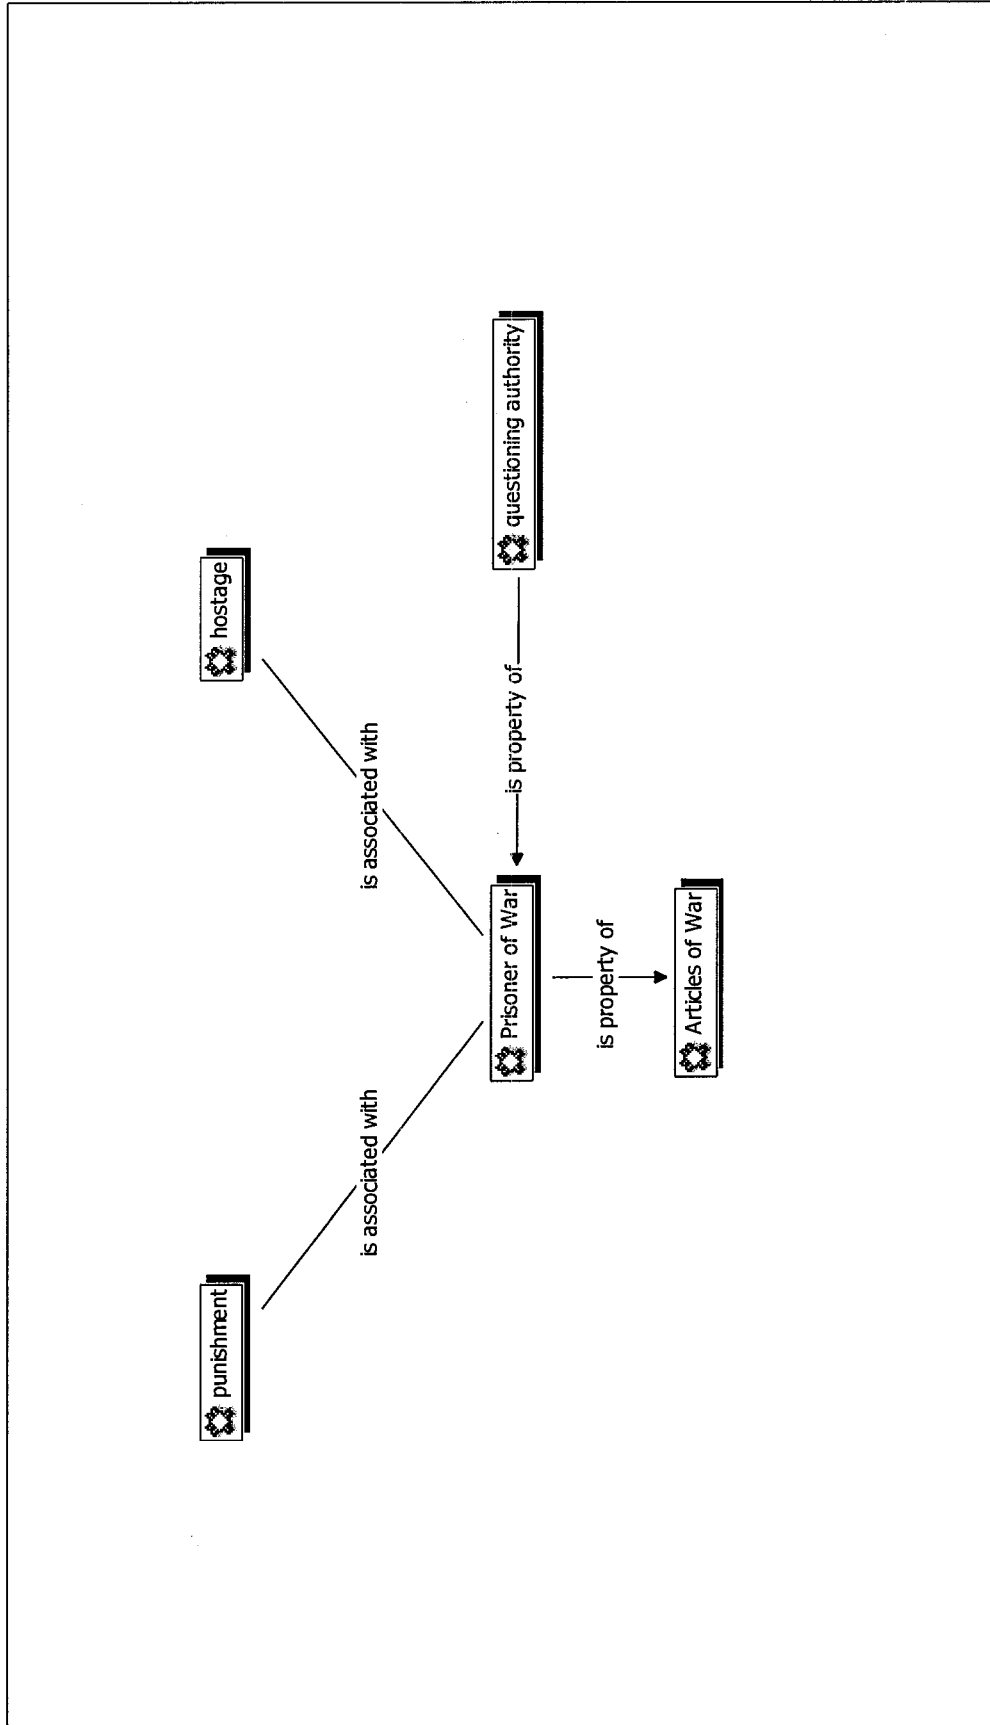 punishment
hostage
is associated with
is associated with
Prisoner of War
is property of
questioning authority
is property of
Articles of War